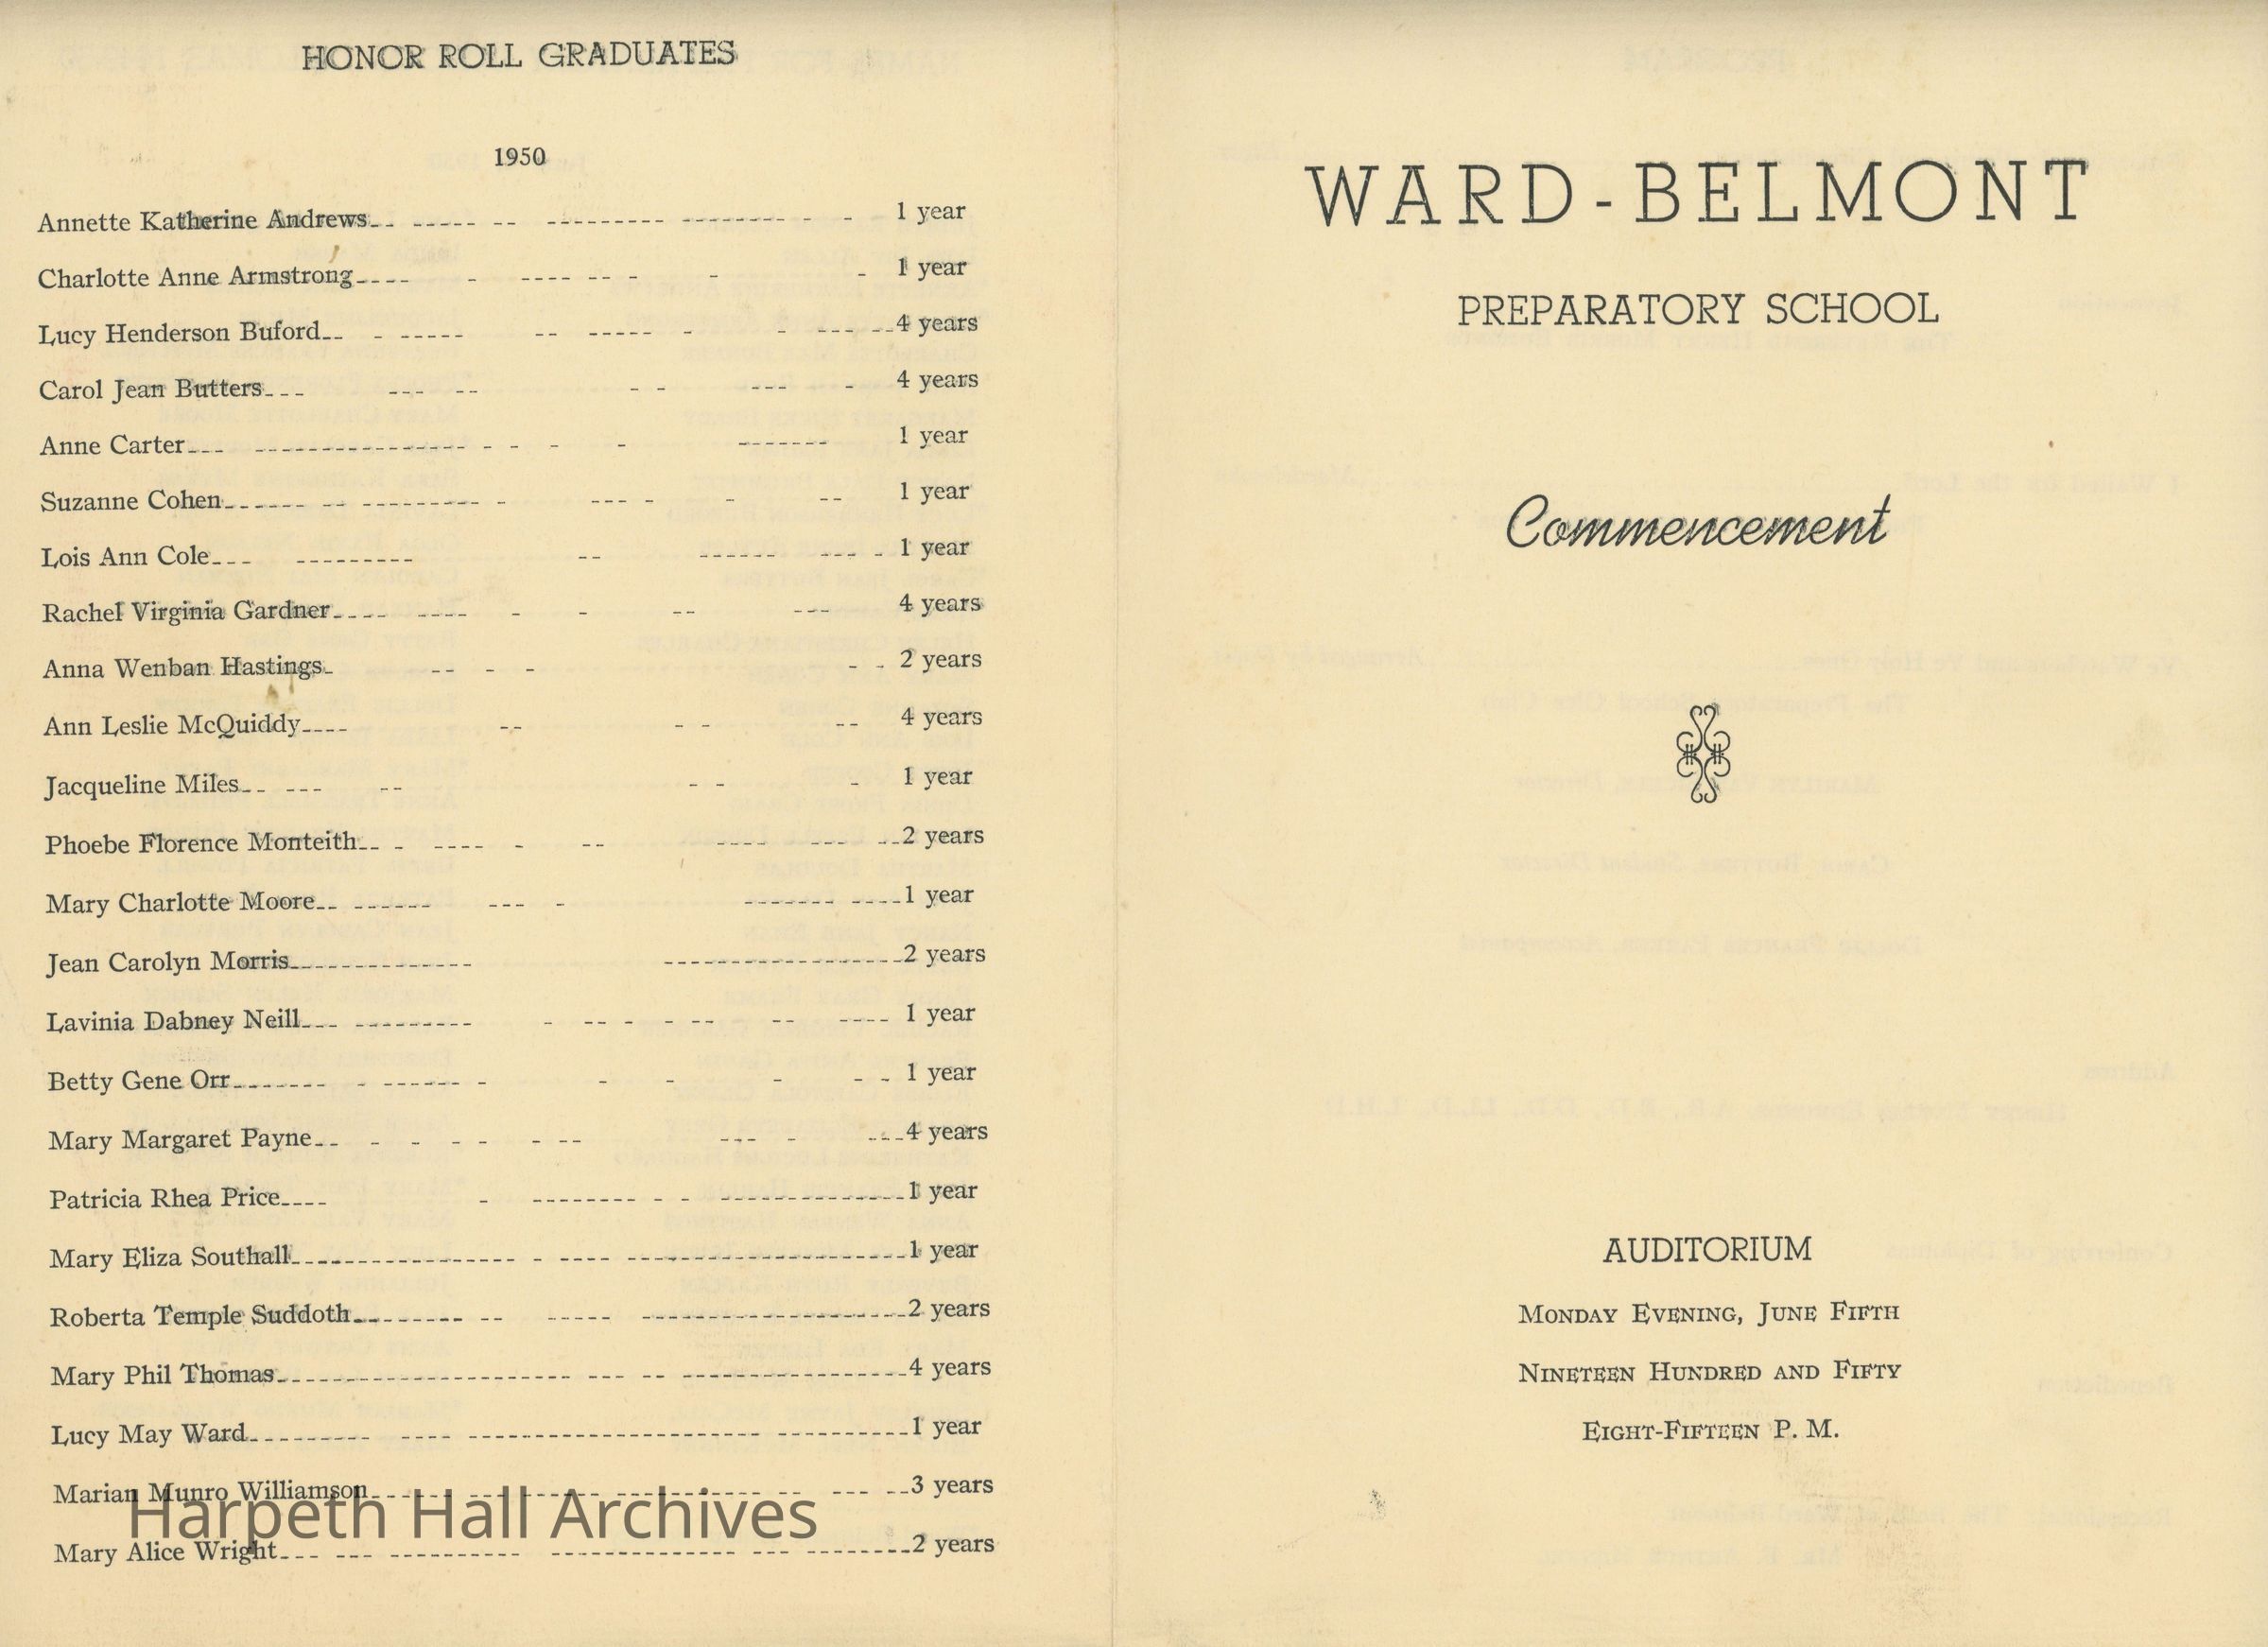 HONOR ROLL GRADUATES
1950
Annette Katherine Andrews 1 year
Charlotte Anne Armstrong 1 year
Lucy Henderson Buford 4 years
Carol Jean Butters 4 years
Anne Carter 1 year
Suzanne Cohen 1 year
Lois Ann Cole 1 year
Rachel Virginia Gardner 4 years
Anna Wenban Hastings 2 years
Ann Leslie McQuiddy 4 years
Jacqueline Miles 1 year
Phoebe Florence Monteith 2 years
Mary Charlotte Moore 1 year
Jean Carolyn Morris 2 years
Lavinia Dabney Neill 1 year
Betty Gene Orr 1 year
Mary Margaret Payne 4 years
Patricia Rhea Price 1 year
Mary Eliza Southall 1 year
Roberta Temple Suddoth 2 years
Mary Phil Thomas 4 years
Lucy May Ward 1 year
Marian Munro Williamson 3 years
Harpeth Hall Archives
Mary Alice Wright 2 years
WARD-BELMONT
PREPARATORY SCHOOL
Commencement
AUDITORIUM
MONDAY EVENING, JUNE FIFTH
NINETEEN HUNDRED AND FIFTY
EIGHT-FIFTEEN P. M.